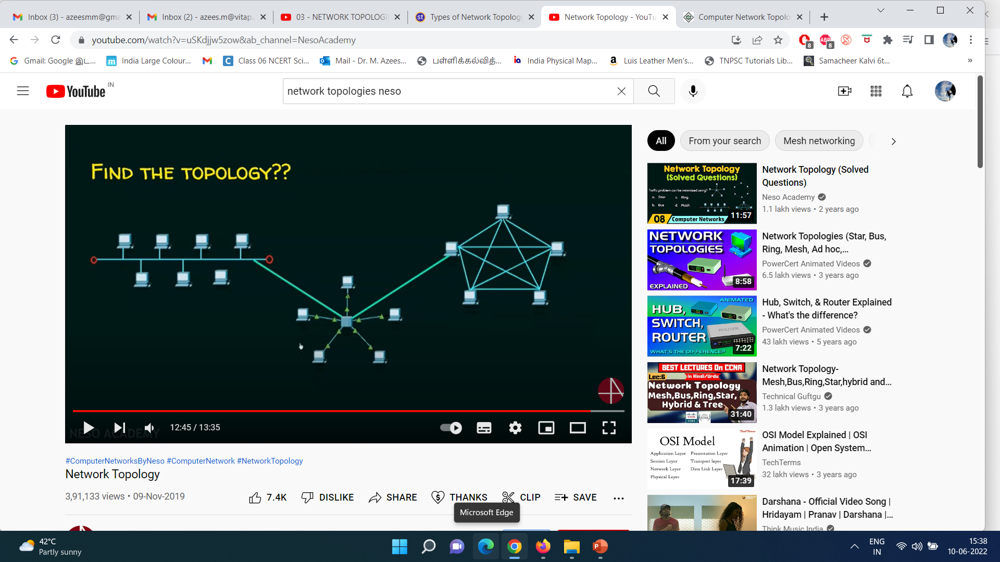 Inbox (3) - azeesmm@gma
Inbox (2) - azees.m@vitap.
03 - NETWORK TOPOLOGI
Types of Network Topology
Network Topology - YouTu
Computer Network Topolo
youtube.com/watch?v=uSKdjjw5zow&ab_channel=NesoAcademy
8
ABP
8
Gmail: Google இட...
India Large Colour...
Class 06 NCERT Sci...
Mail - Dr. M. Azees...
பள்ளிக்கல்வித்...
India Physical Map...
Luis Leather Men's...
TNPSC Tutorials Lib...
Samacheer Kalvi 6t...
»
YouTube IN
network topologies neso
FIND THE TOPOLOGY??
NESO ACADEMY
12:45 / 13:35
#ComputerNetworksByNeso #ComputerNetwork #NetworkTopology
Network Topology
3,91,133 views • 09-Nov-2019
7.4K
DISLIKE
SHARE
THANKS
CLIP
SAVE
Microsoft Edge
All
From your search
Mesh networking
Network Topology
(Solved Questions)
Traffic problem can be minimized using?
a. Star c. Ring
b. Bus d. Mesh
08 Computer Networks
11:57
Network Topology (Solved
Questions)
Neso Academy
1.1 lakh views • 2 years ago
NETWORK
TOPOLOGIES
EXPLAINED
8:58
Network Topologies (Star, Bus,
Ring, Mesh, Ad hoc,...
PowerCert Animated Videos
6.5 lakh views • 3 years ago
ANIMATED
HUB,
SWITCH,
ROUTER
ROUTER
WHAT'S THE DIFFERENCE?
7:22
Hub, Switch, & Router Explained
- What's the difference?
PowerCert Animated Videos
43 lakh views • 5 years ago
BEST LECTURES On CCNA
Lec:6 in Hindi/Urdu
Network Topology
Mesh,Bus,Ring,Star,
Hybrid & Tree
31:40
Network Topology-
Mesh,Bus,Ring,Star,hybrid and...
Technical Guftgu
1.3 lakh views • 3 years ago
TechTerms
OSI Model
Application Layer Presentation Layer
Session Layer Transport layer
Network Layer Data Link Layer
Physical Layer
17:39
OSI Model Explained | OSI
Animation | Open System...
TechTerms
32 lakh views • 3 years ago
Darshana - Official Video Song |
Hridayam | Pranav | Darshana |...
Think Music India
42°C
Partly sunny
ENG
IN
15:38
10-06-2022